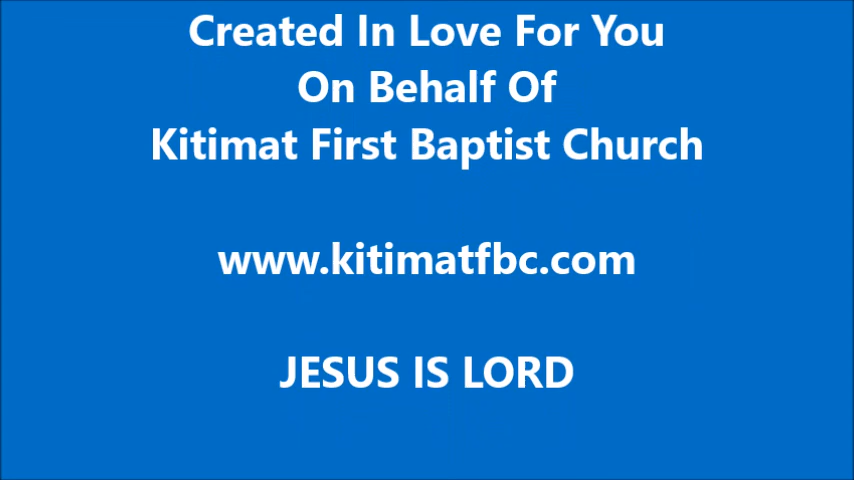 Created In Love For You
On Behalf Of
Kitimat First Baptist Church
www.kitimatfbc.com
JESUS IS LORD